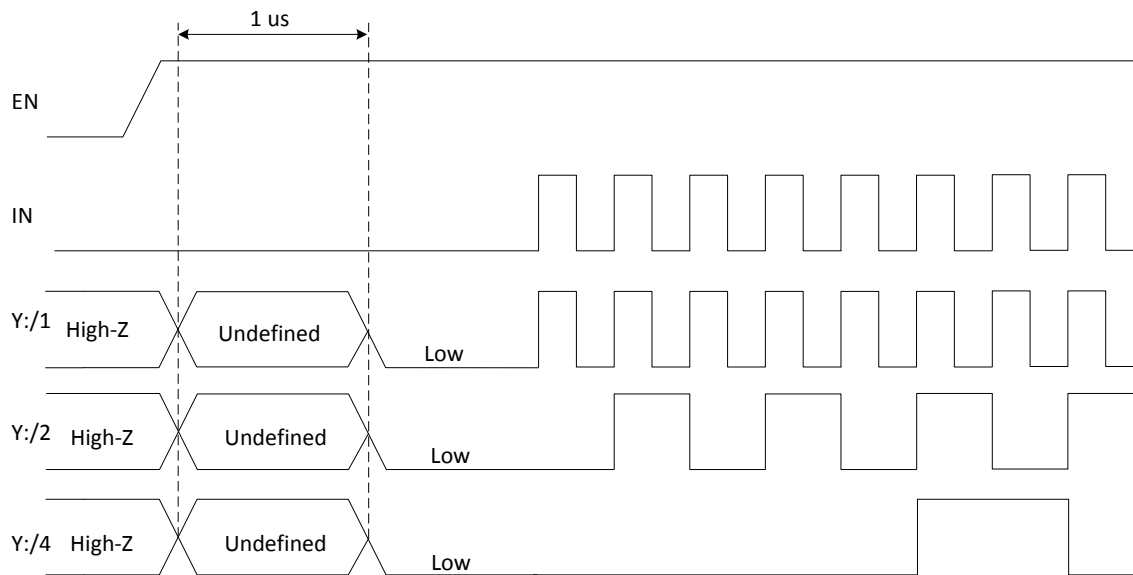 1 us
EN
IN
Y:/1 High-Z Undefined Low
Y:/2 High-Z Undefined Low
Y:/4 High-Z Undefined Low